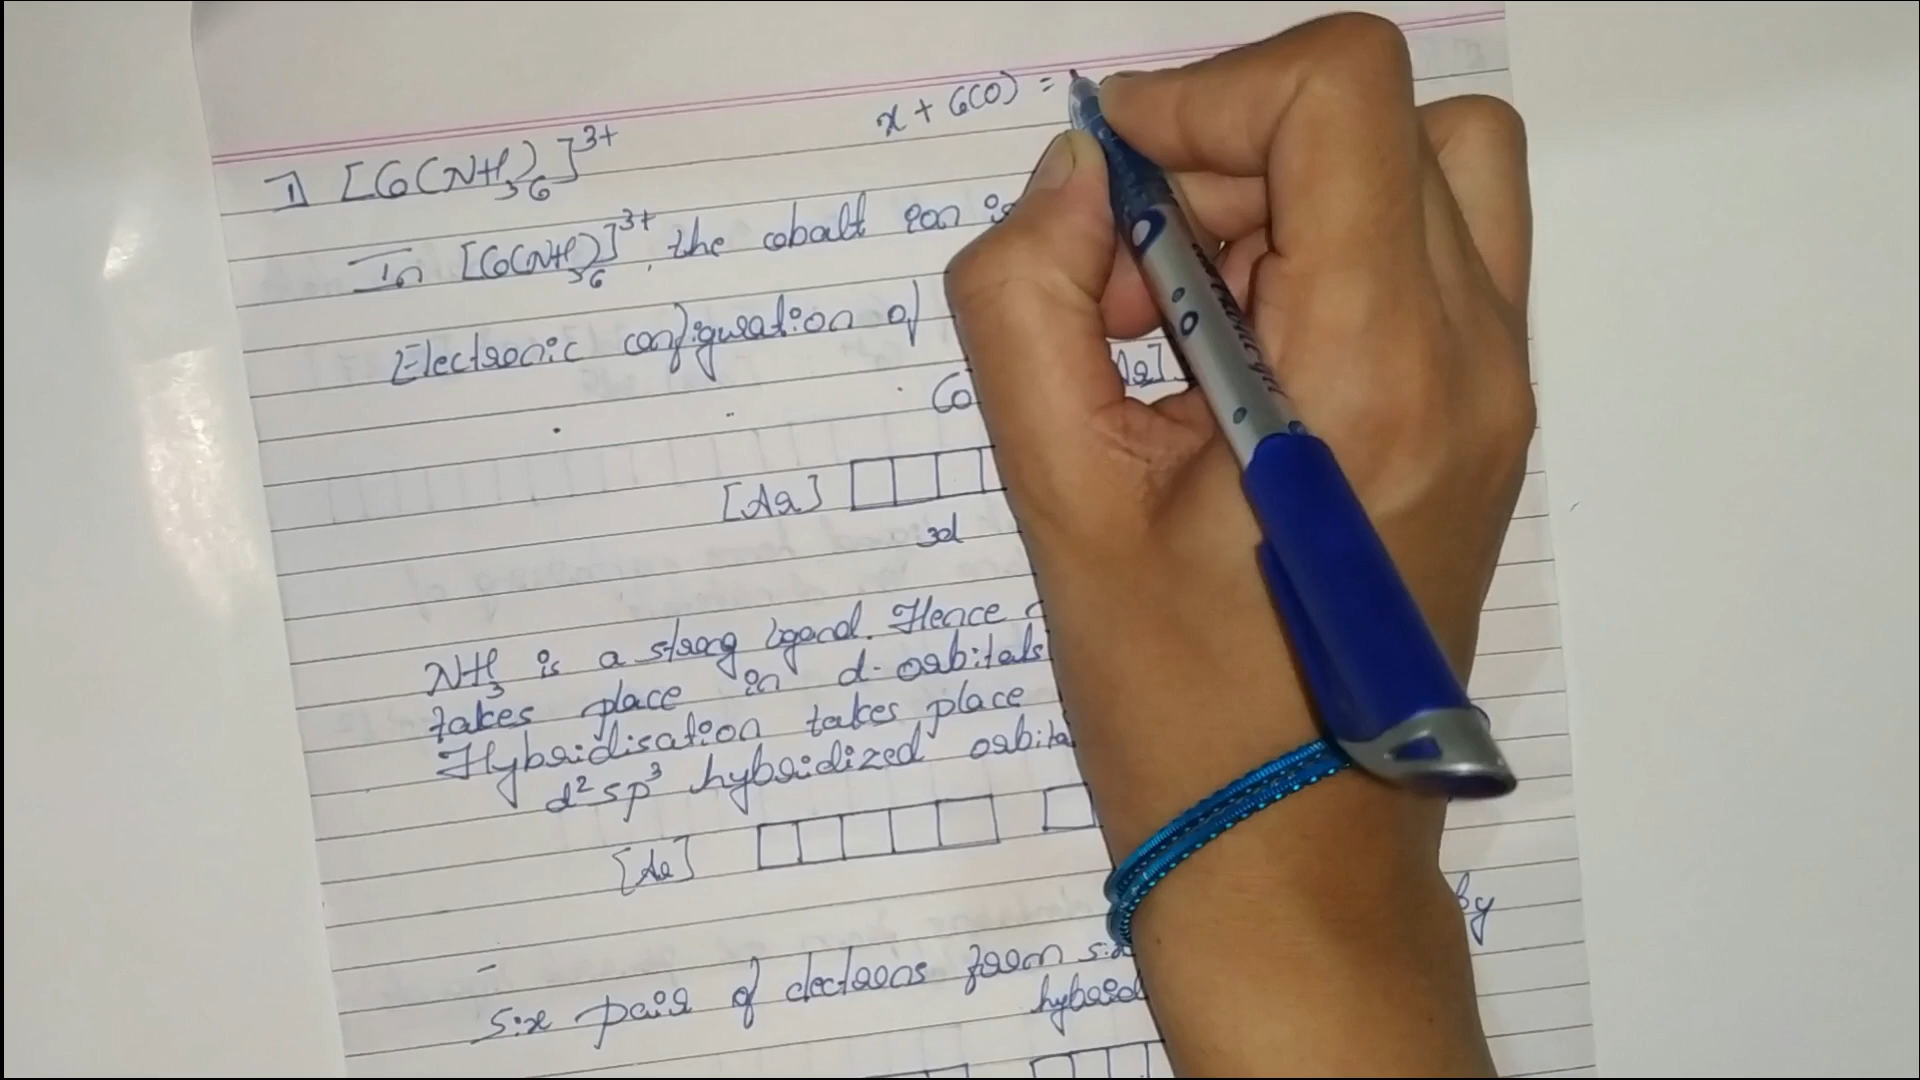 x + 6(0) =
1] [Co(NH3)6]3+
In [Co(NH3)6]3+, the cobalt ion is
Electronic configuration of
Co [Ar]
[Ar]
3d
NH3 is a strong ligand. Hence
takes place in d-orbitals
Hybridisation takes place
d2sp3 hybridized orbita
[Ar]
by
Six pair of electrons from six
hybrid